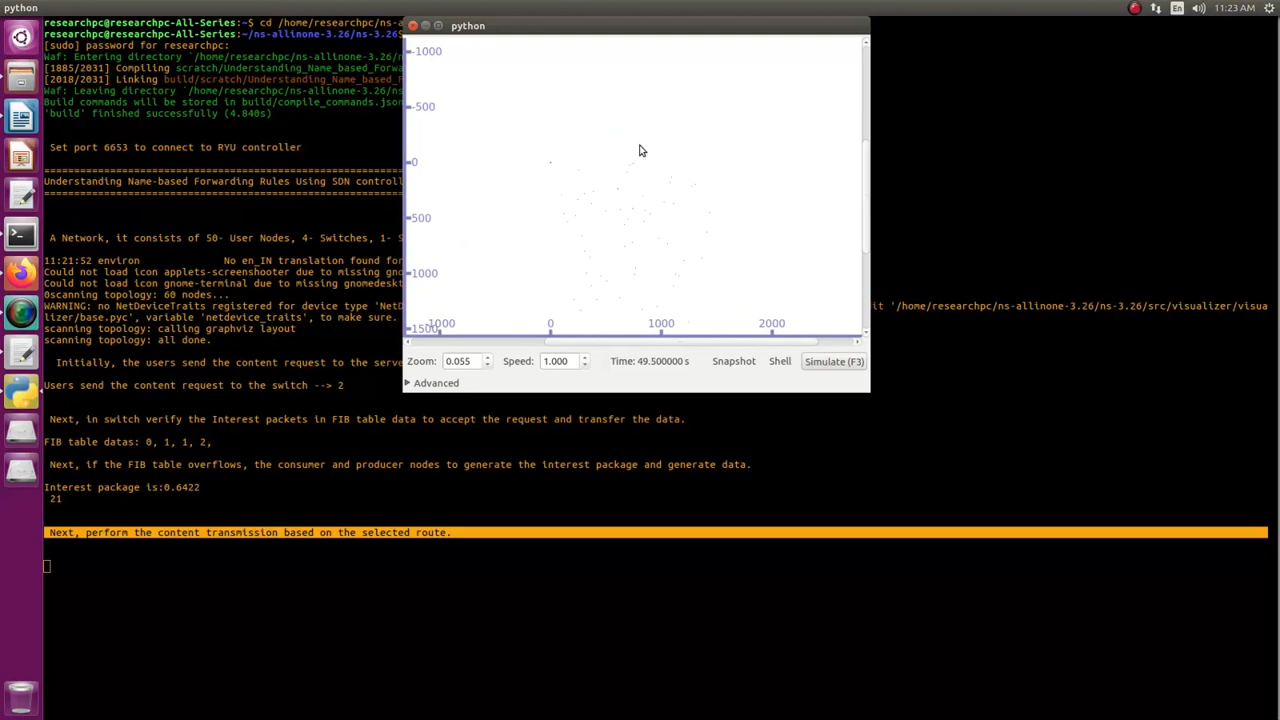 python
En
11:23 AM
researchpc@researchpc-All-Series:~$ cd /home/researchpc/ns-a
researchpc@researchpc-All-Series:~/ns-allinone-3.26/ns-3.26$
[sudo] password for researchpc:
Waf: Entering directory `/home/researchpc/ns-allinone-3.26/n
[1885/2031] Compiling scratch/Understanding_Name_based_Forwa
[2018/2031] Linking build/scratch/Understanding_Name_based_F
Waf: Leaving directory `/home/researchpc/ns-allinone-3.26/ns
Build commands will be stored in build/compile_commands.json
'build' finished successfully (4.840s)
Set port 6653 to connect to RYU controller
============================================================
Understanding Name-based Forwarding Rules Using SDN controll
============================================================
A Network, it consists of 50- User Nodes, 4- Switches, 1- S
11:21:52 environ No en_IN translation found for
Could not load icon applets-screenshooter due to missing gno
Could not load icon gnome-terminal due to missing gnomedeskt
0scanning topology: 60 nodes...
WARNING: no NetDeviceTraits registered for device type 'NetD it '/home/researchpc/ns-allinone-3.26/ns-3.26/src/visualizer/visua
lizer/base.pyc', variable 'netdevice_traits', to make sure.
scanning topology: calling graphviz layout
scanning topology: all done.
Initially, the users send the content request to the serve
Users send the content request to the switch --> 2
Next, in switch verify the Interest packets in FIB table data to accept the request and transfer the data.
FIB table datas: 0, 1, 1, 2,
Next, if the FIB table overflows, the consumer and producer nodes to generate the interest package and generate data.
Interest package is:0.6422
21
Next, perform the content transmission based on the selected route.
python
-1000
-500
0
500
1000
1500
-1000 0 1000 2000
Zoom: 0.055 Speed: 1.000 Time: 49.500000 s Snapshot Shell Simulate (F3)
Advanced